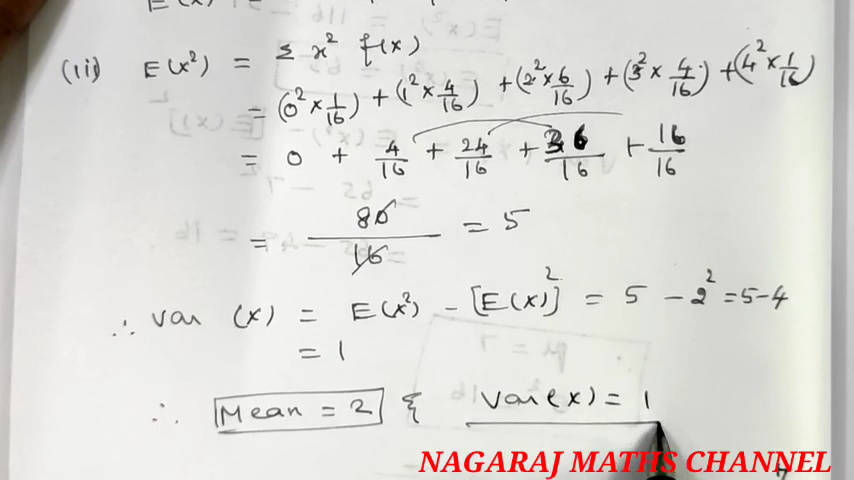 (ii) E(x²) = Σ x² f(x)
= (0² × 1/16) + (1² × 4/16) + (2² × 6/16) + (3² × 4/16) + (4² × 1/16)
= 0 + 4/16 + 24/16 + 36/16 + 16/16
= 80/16 = 5
∴ Var (x) = E(x²) - [E(x)]² = 5 - 2² = 5-4
= 1
∴ Mean = 2 & Var(x) = 1
NAGARAJ MATHS CHANNEL